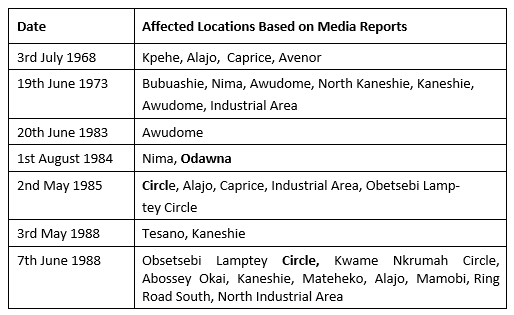 Date Affected Locations Based on Media Reports
3rd July 1968 Kpehe, Alajo, Caprice, Avenor
19th June 1973 Bubuashie, Nima, Awudome, North Kaneshie, Kaneshie,
Awudome, Industrial Area
20th June 1983 Awudome
1st August 1984 Nima, Odawna
2nd May 1985 Circle, Alajo, Caprice, Industrial Area, Obetsebi Lamp-
tey Circle
3rd May 1988 Tesano, Kaneshie
7th June 1988 Obsetsebi Lamptey Circle, Kwame Nkrumah Circle,
Abossey Okai, Kaneshie, Mateheko, Alajo, Mamobi, Ring
Road South, North Industrial Area